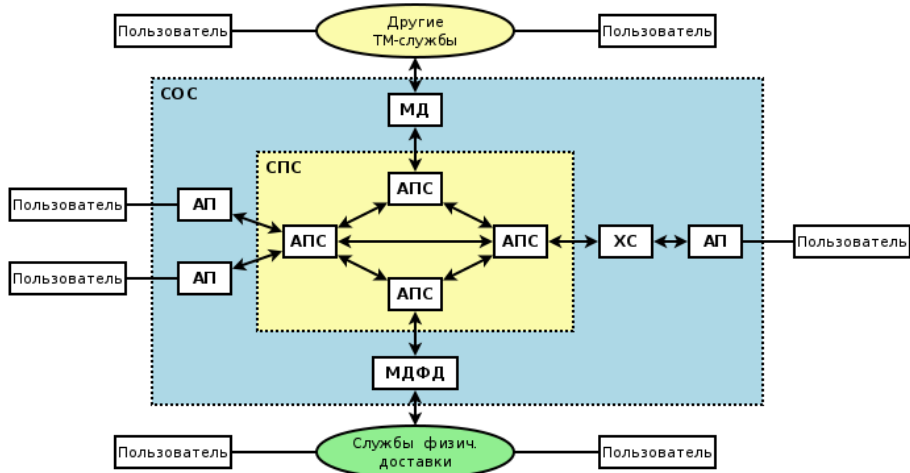 Пользователь
Другие
ТМ-службы
Пользователь
СОС
МД
СПС
АПС
Пользователь
АП
АПС
АПС
ХС
АП
Пользователь
Пользователь
АП
АПС
МДФД
Пользователь
Службы физич.
доставки
Пользователь